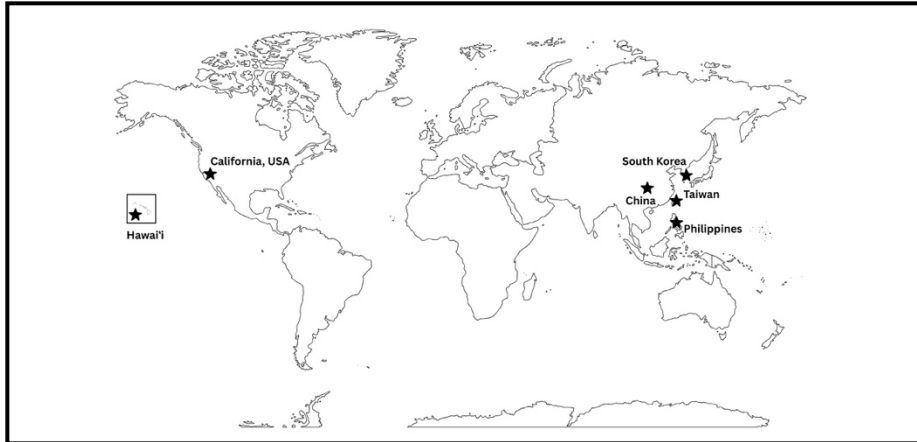 California, USA
South Korea
China
Taiwan
Philippines
Hawai'i